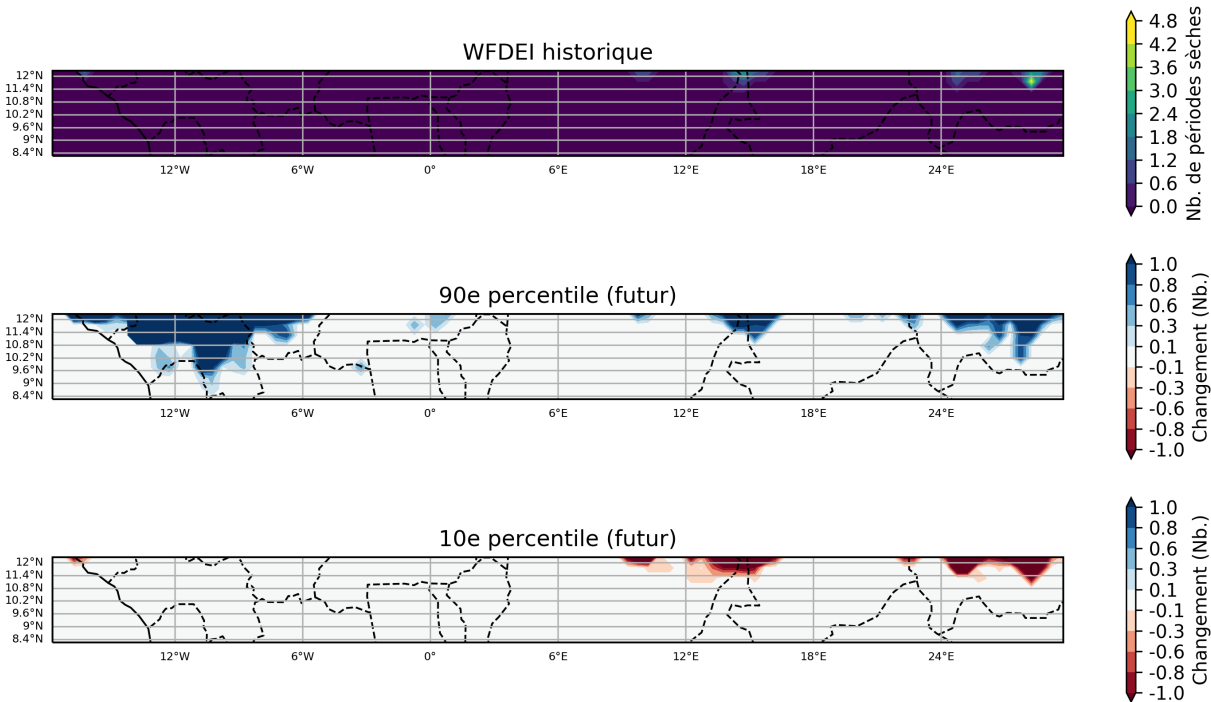 WFDEI historique
12°N
11.4°N
10.8°N
10.2°N
9.6°N
9°N
8.4°N
12°W 6°W 0° 6°E 12°E 18°E 24°E
4.8
4.2
3.6
3.0
2.4
1.8
1.2
0.6
0.0
Nb. de périodes sèches
90e percentile (futur)
12°N
11.4°N
10.8°N
10.2°N
9.6°N
9°N
8.4°N
12°W 6°W 0° 6°E 12°E 18°E 24°E
1.0
0.8
0.6
0.3
0.1
-0.1
-0.3
-0.6
-0.8
-1.0
Changement (Nb.)
10e percentile (futur)
12°N
11.4°N
10.8°N
10.2°N
9.6°N
9°N
8.4°N
12°W 6°W 0° 6°E 12°E 18°E 24°E
1.0
0.8
0.6
0.3
0.1
-0.1
-0.3
-0.6
-0.8
-1.0
Changement (Nb.)